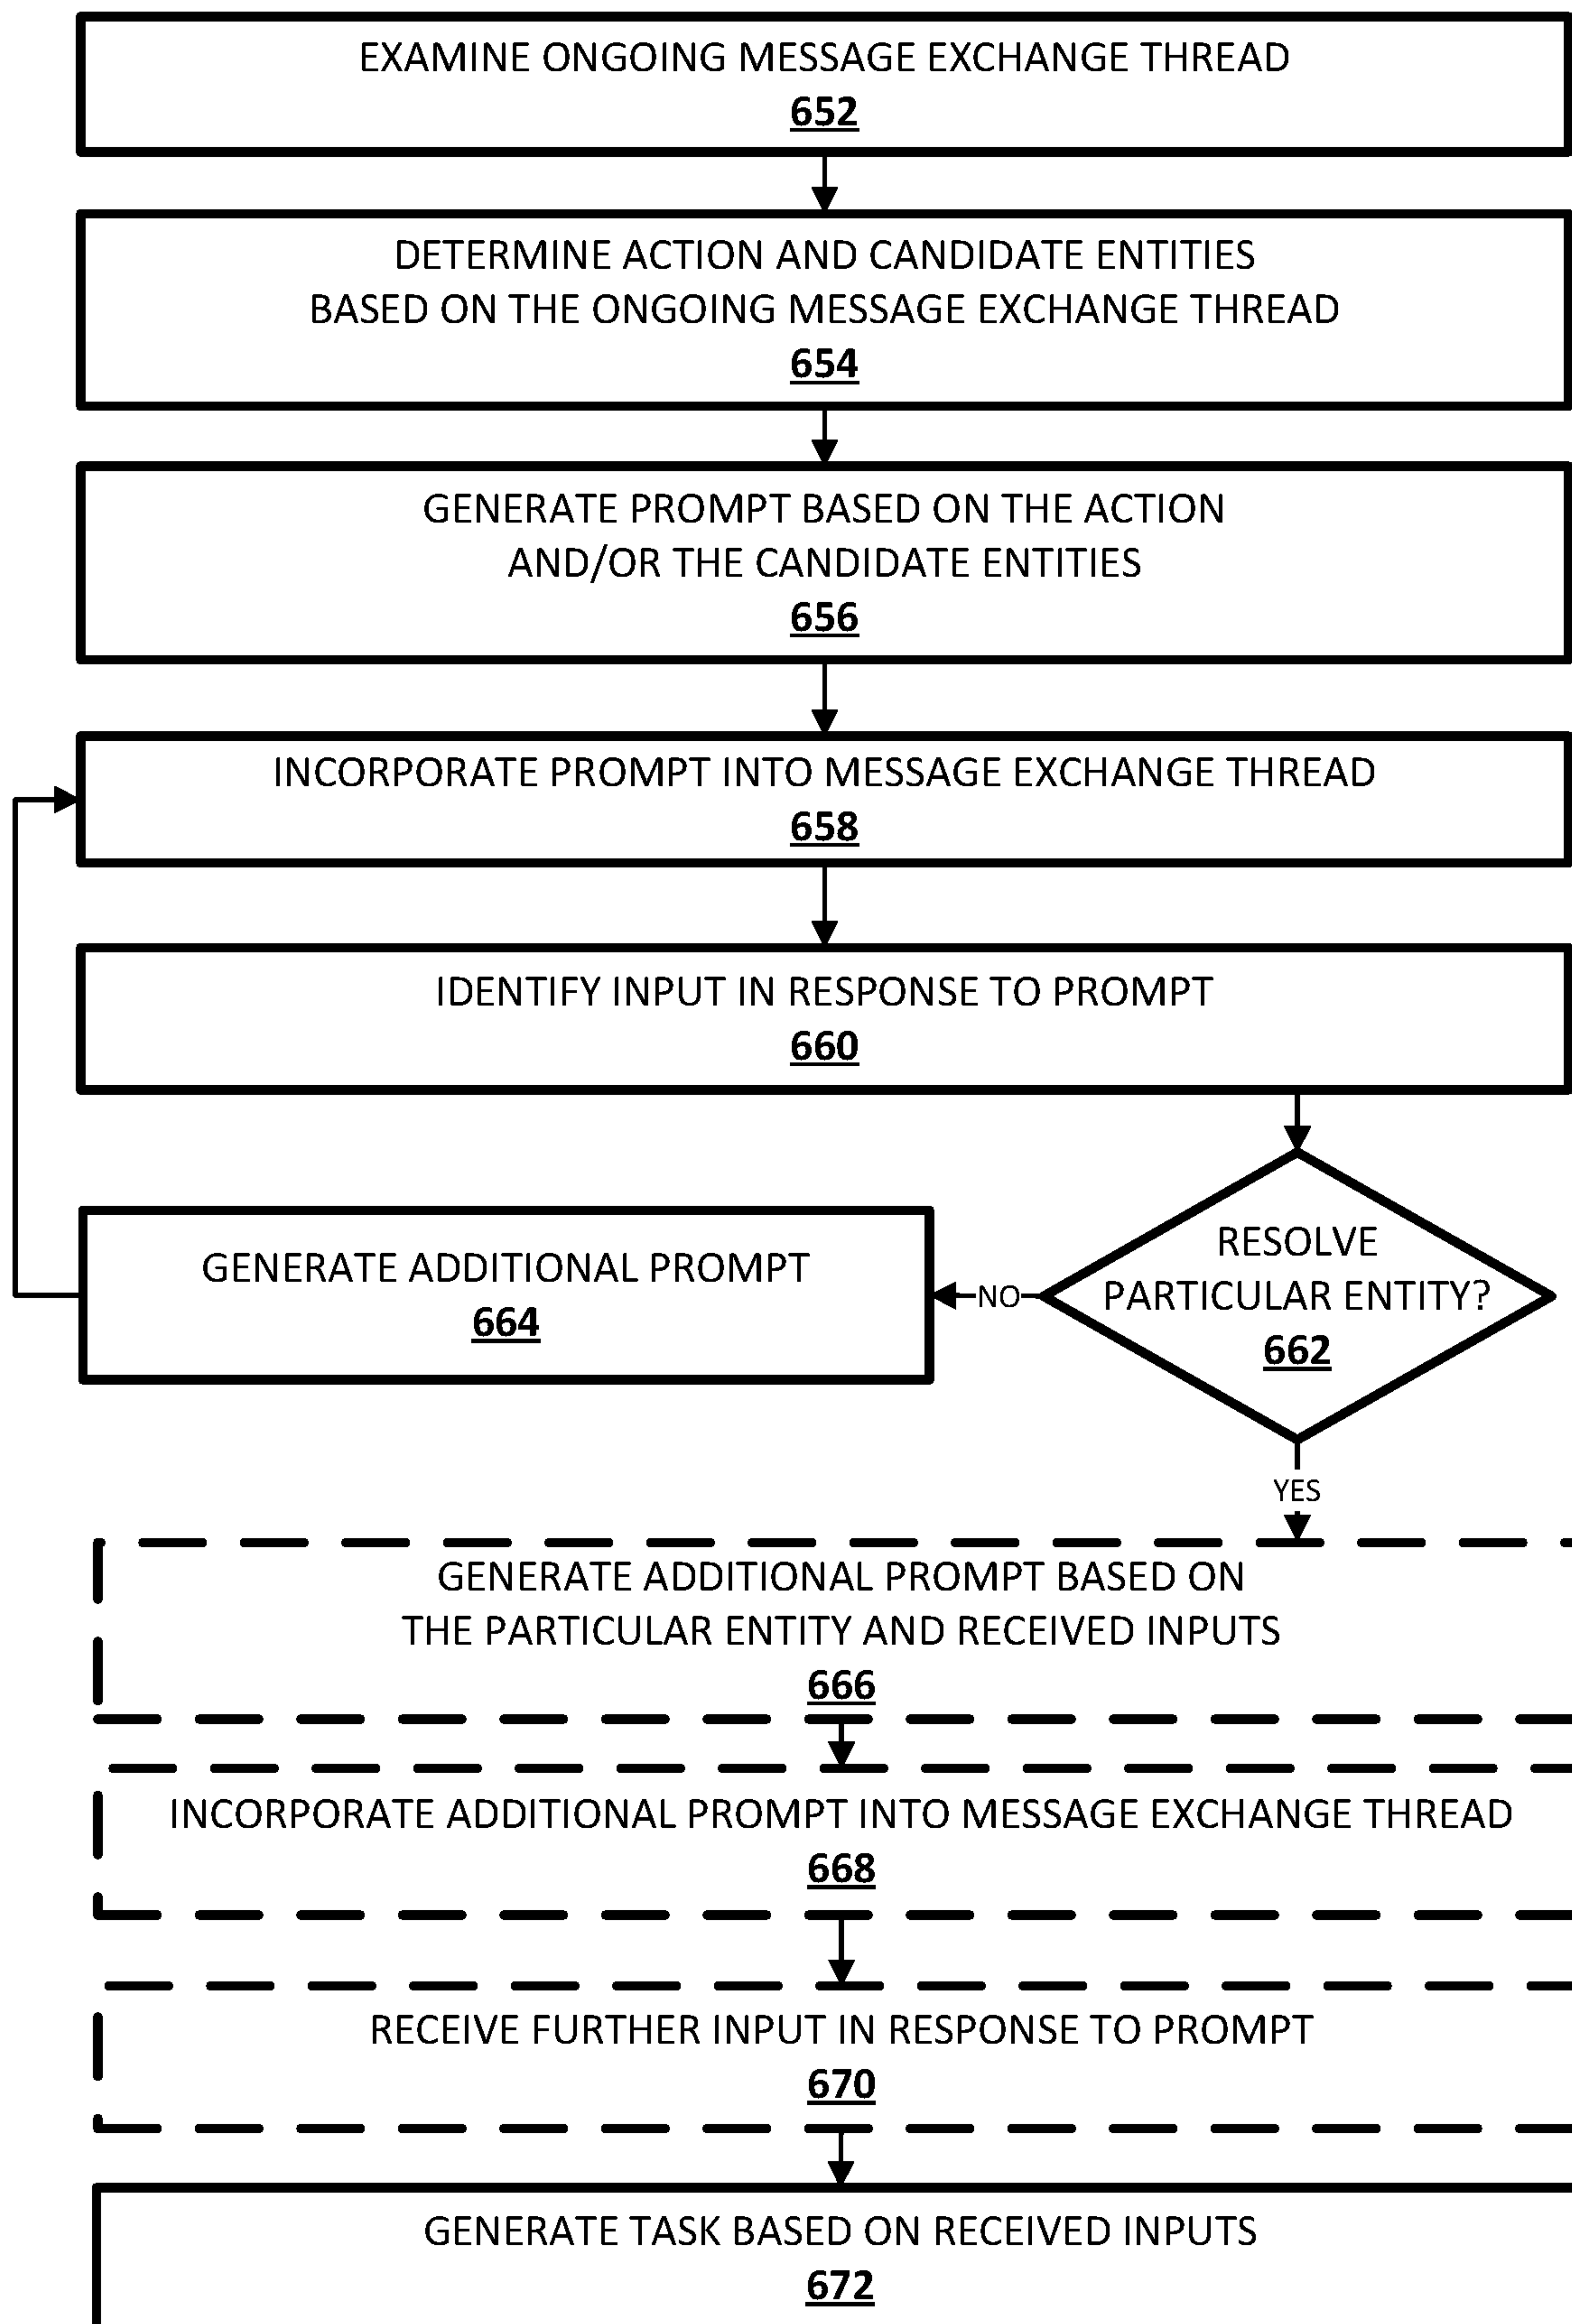 EXAMINE ONGOING MESSAGE EXCHANGE THREAD
652
DETERMINE ACTION AND CANDIDATE ENTITIES
BASED ON THE ONGOING MESSAGE EXCHANGE THREAD
654
GENERATE PROMPT BASED ON THE ACTION
AND/OR THE CANDIDATE ENTITIES
656
INCORPORATE PROMPT INTO MESSAGE EXCHANGE THREAD
658
IDENTIFY INPUT IN RESPONSE TO PROMPT
660
RESOLVE
PARTICULAR ENTITY?
662
NO
GENERATE ADDITIONAL PROMPT
664
YES
GENERATE ADDITIONAL PROMPT BASED ON
THE PARTICULAR ENTITY AND RECEIVED INPUTS
666
INCORPORATE ADDITIONAL PROMPT INTO MESSAGE EXCHANGE THREAD
668
RECEIVE FURTHER INPUT IN RESPONSE TO PROMPT
670
GENERATE TASK BASED ON RECEIVED INPUTS
672